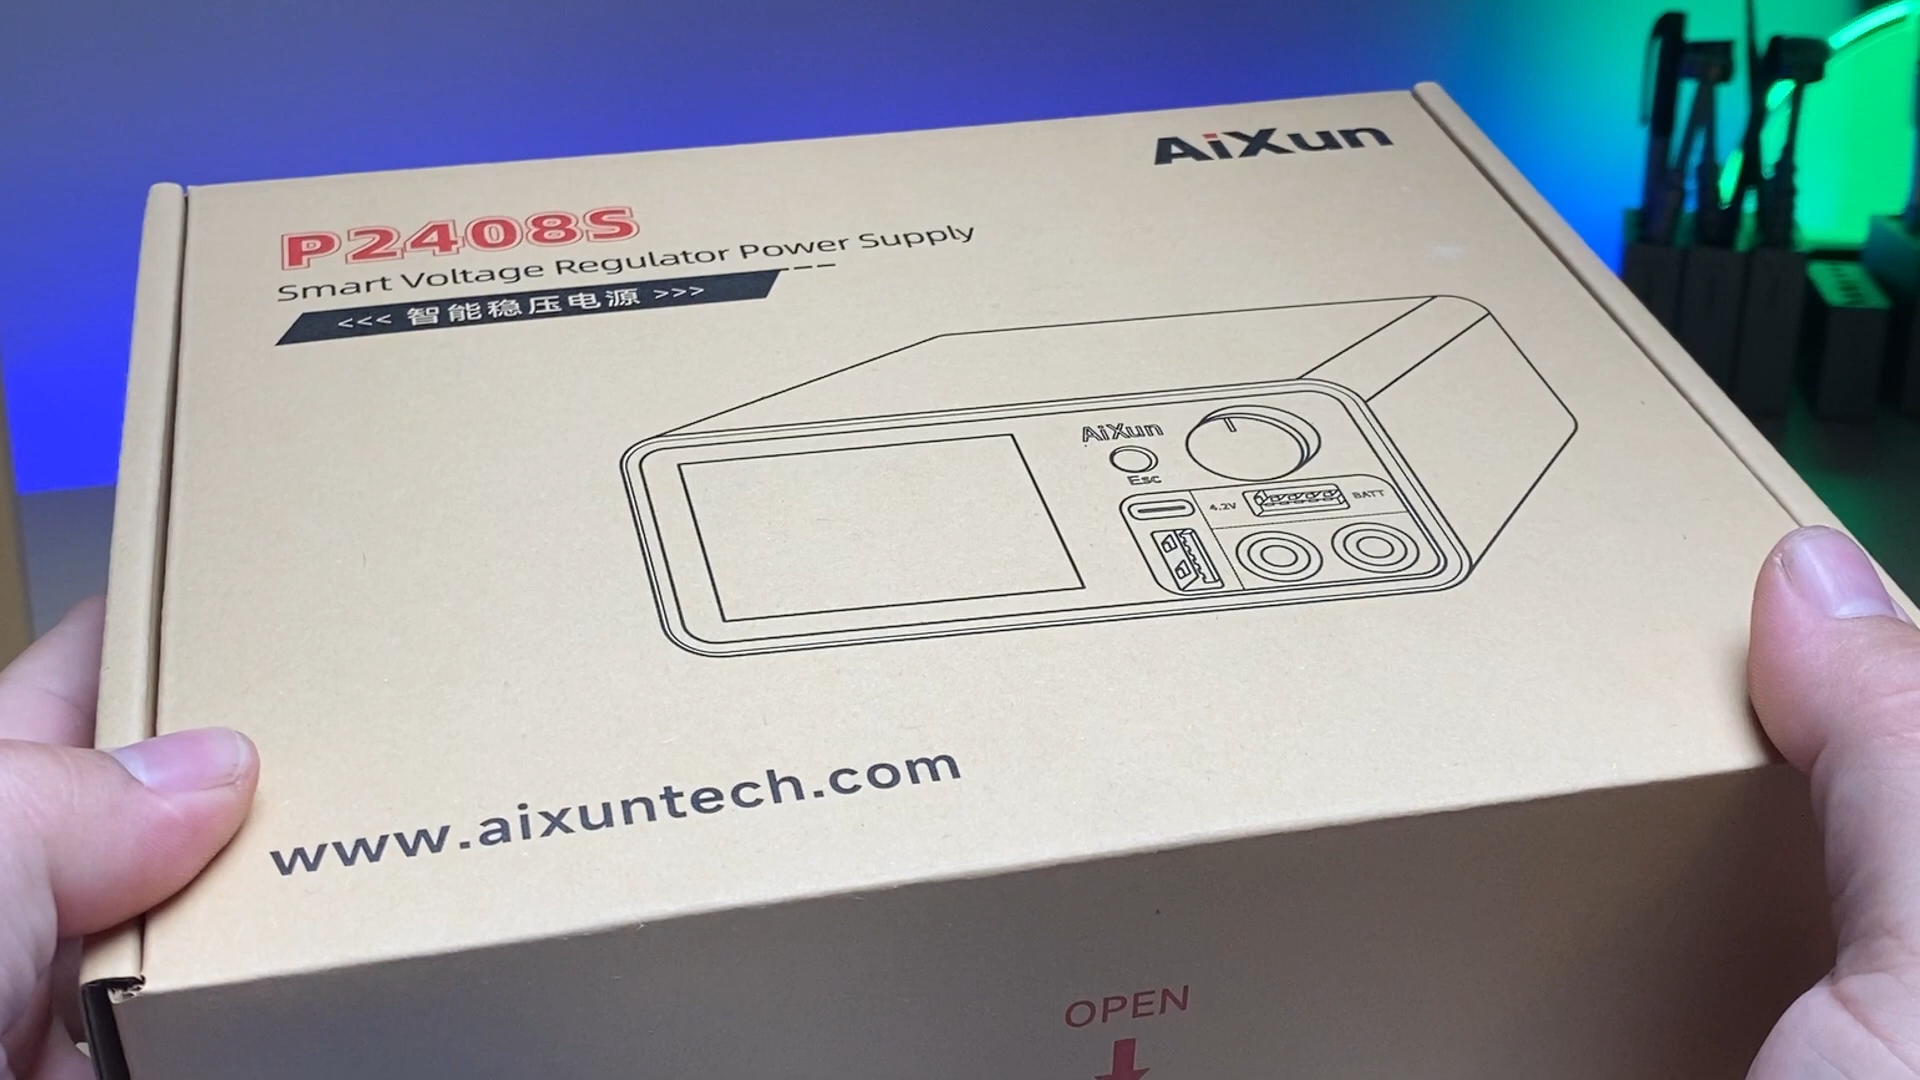 AiXun
P2408S
Smart Voltage Regulator Power Supply
<<< 智能稳压电源 >>>
AiXun
Esc
4.2V
BATT
www.aixuntech.com
OPEN